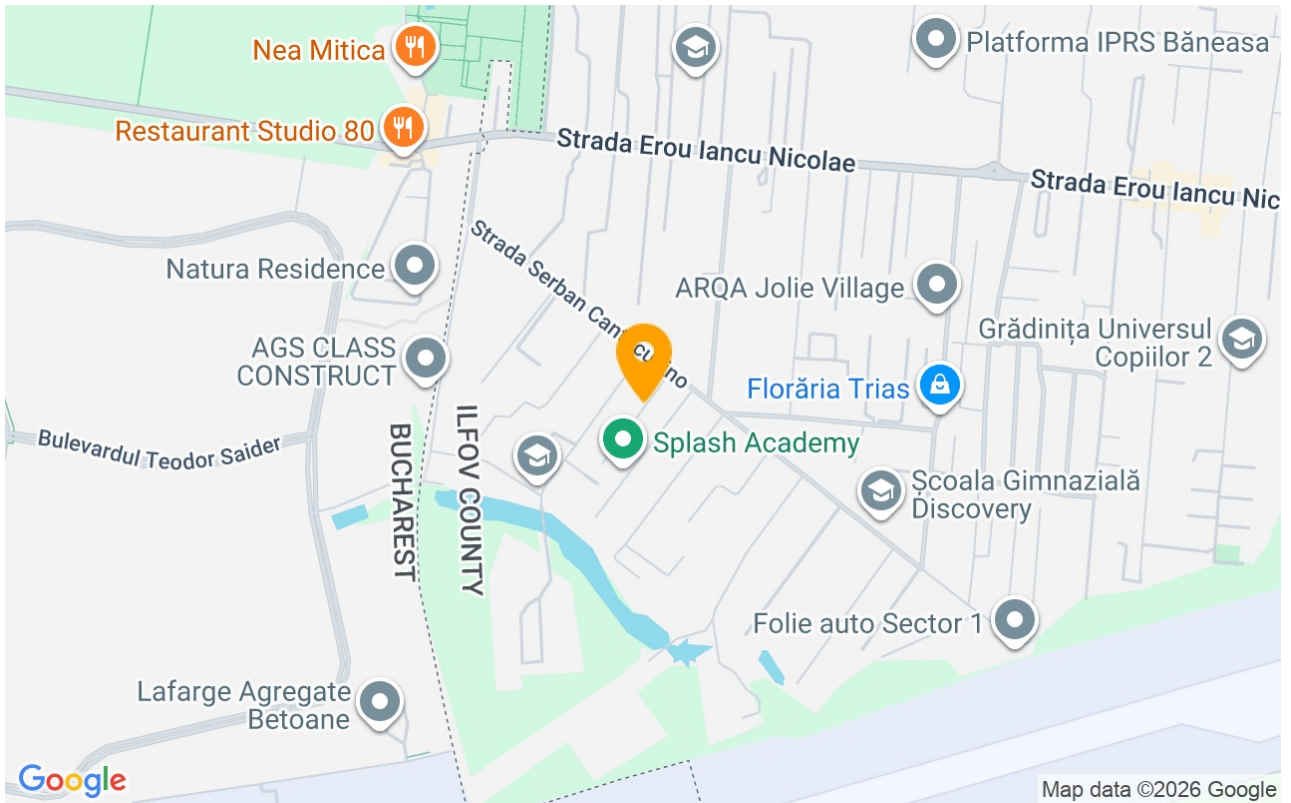 Nea Mitica
Platforma IPRS Băneasa
Restaurant Studio 80
Strada Erou Iancu Nicolae
Strada Erou Iancu Nic
Strada Serban Cantacuzino
Natura Residence
ARQA Jolie Village
Grădinița Universul
Copiilor 2
AGS CLASS
CONSTRUCT
Florăria Trias
Bulevardul Teodor Saider
BUCHAREST
ILFOV COUNTY
Splash Academy
Școala Gimnazială
Discovery
Folie auto Sector 1
Lafarge Agregate
Betoane
Google
Map data ©2026 Google